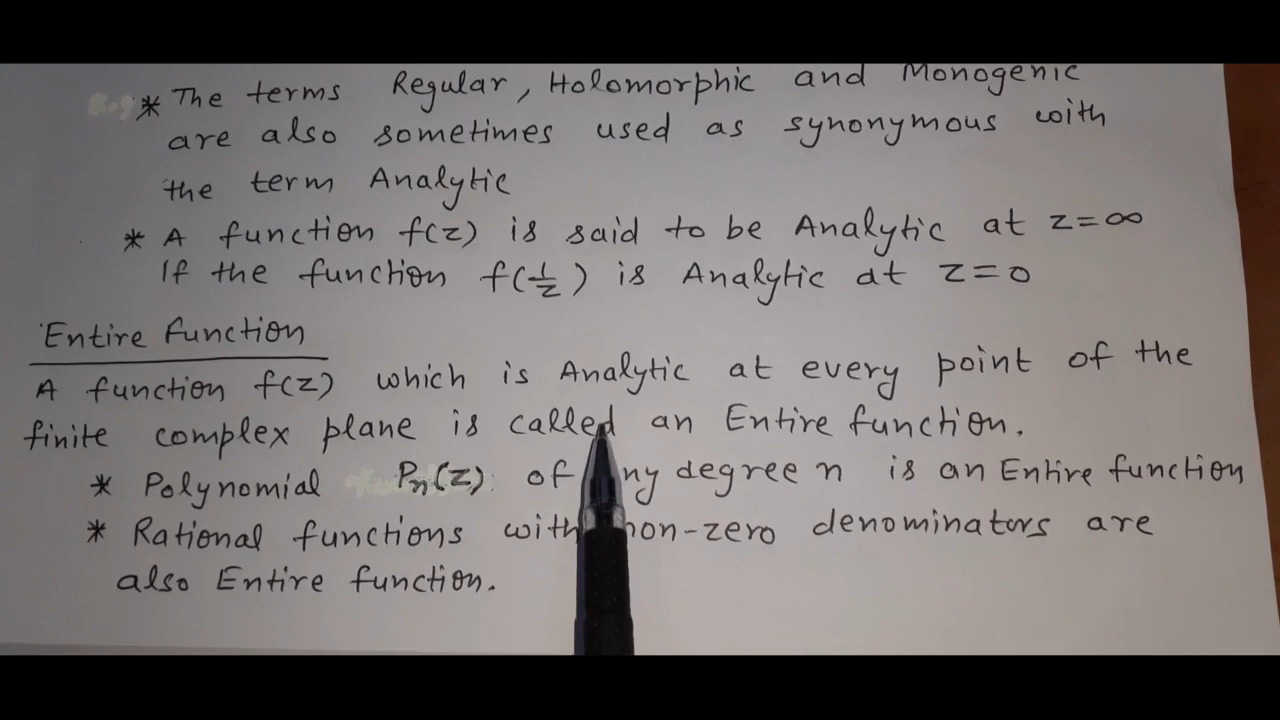 * The terms Regular, Holomorphic and Monogenic
are also sometimes used as synonymous with
the term Analytic
* A function f(z) is said to be Analytic at z=∞
If the function f(1/z) is Analytic at z=0
Entire Function
A function f(z) which is Analytic at every point of the
finite complex plane is called an Entire function.
* Polynomial Pn(z) of ny degree n is an Entire function
* Rational functions with non-zero denominators are
also Entire function.